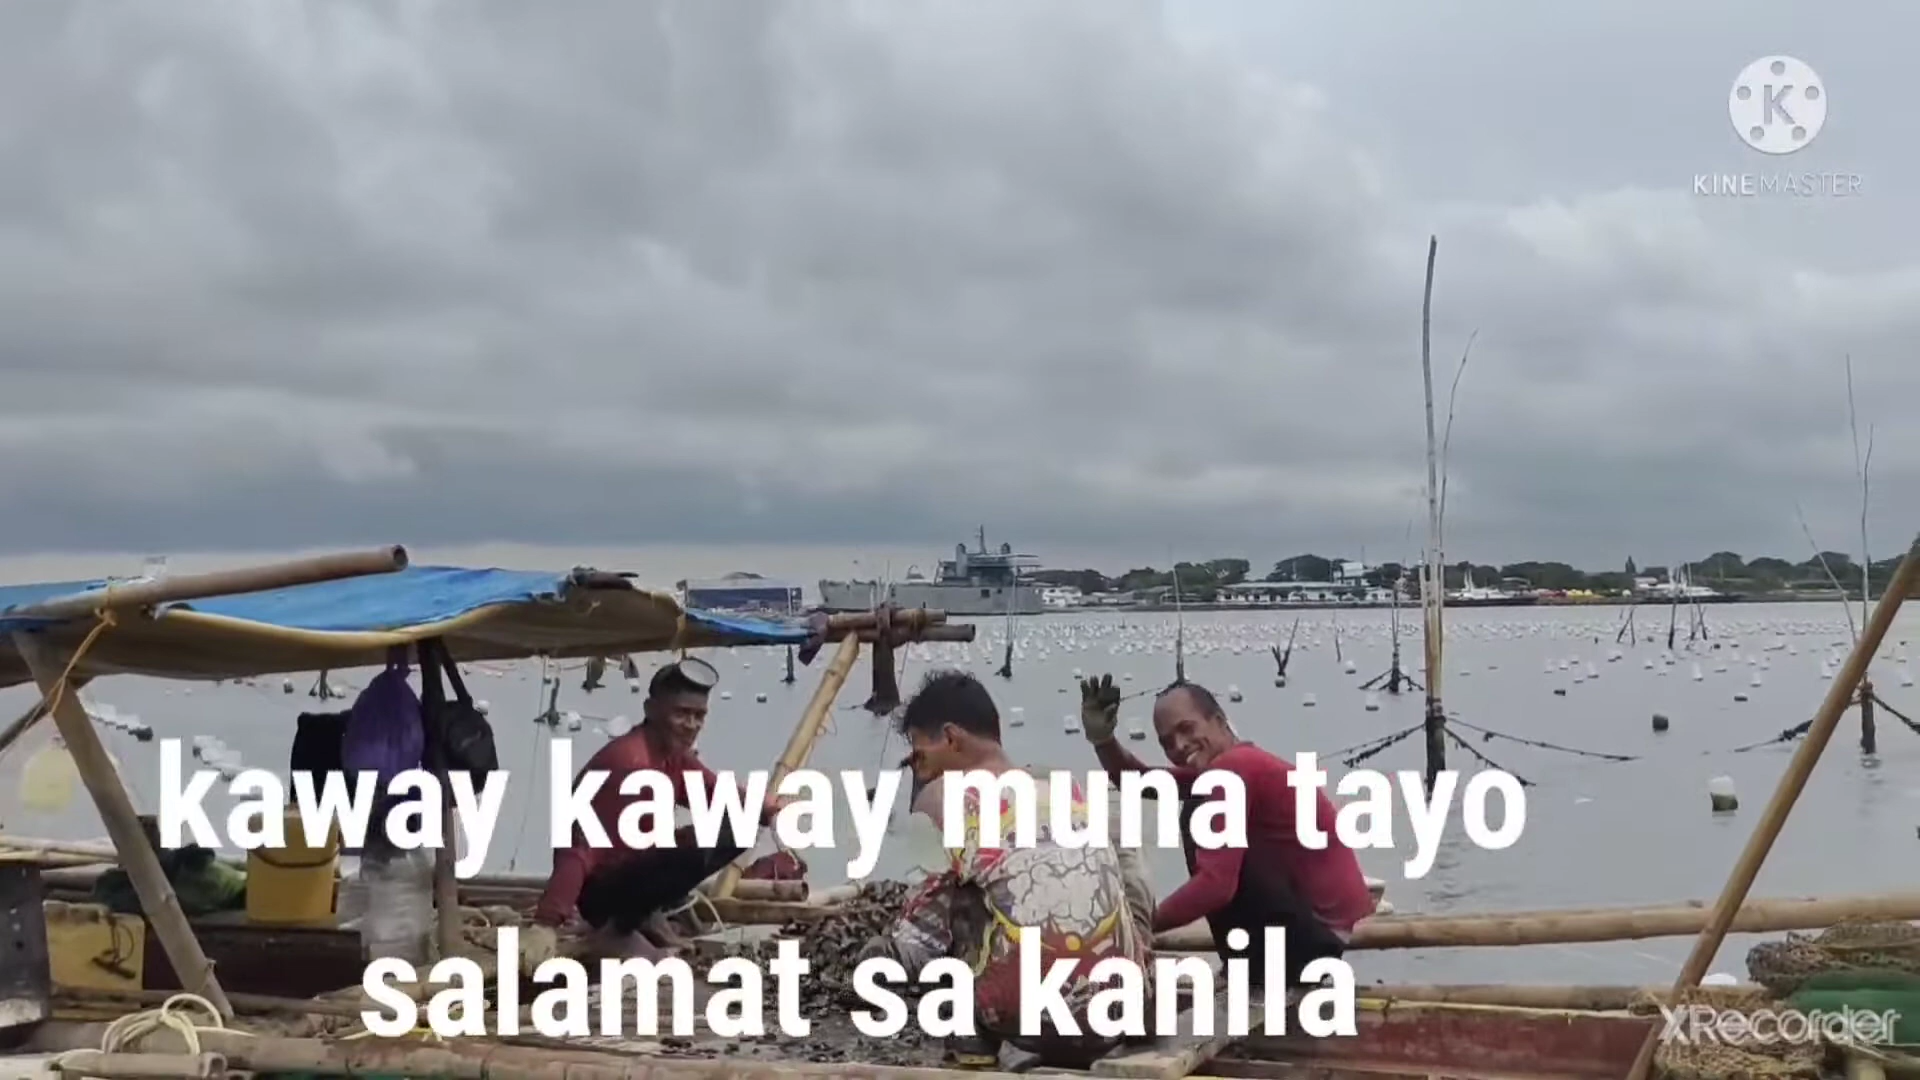 K
KINEMASTER
kaway kaway muna tayo
salamat sa kanila
XRecorder